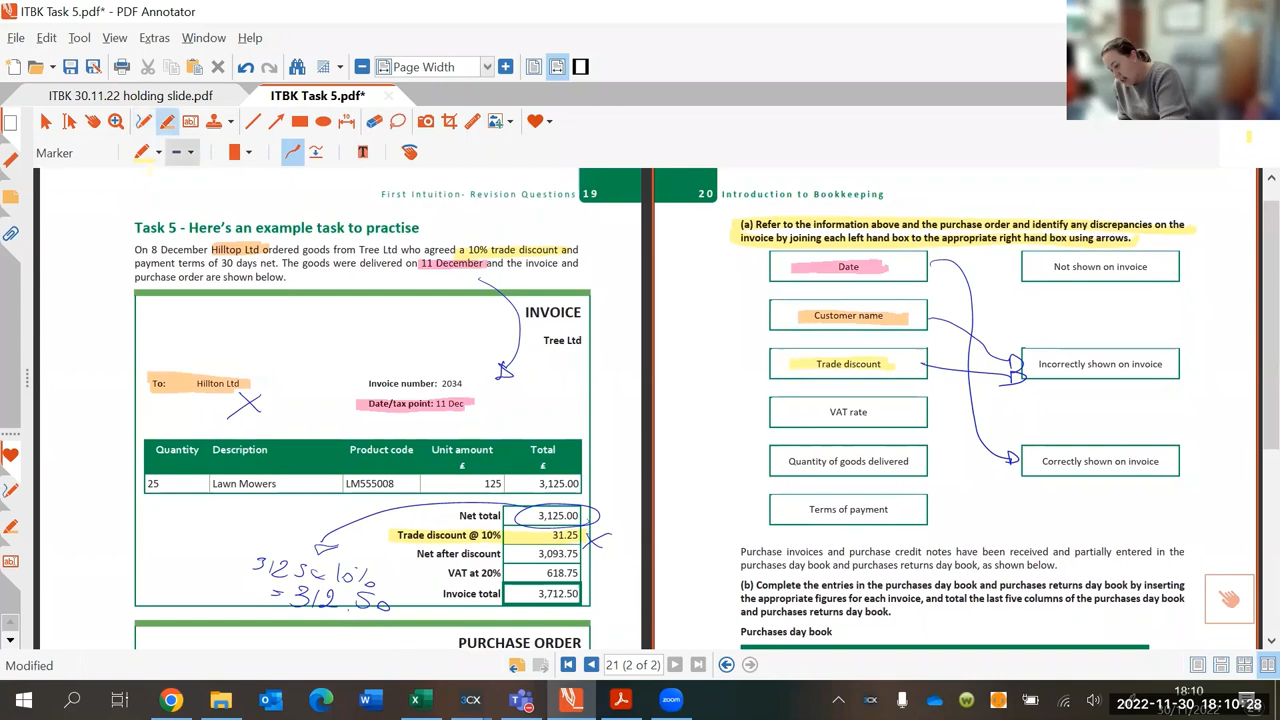 ITBK Task 5.pdf* - PDF Annotator
File Edit Tool View Extras Window Help
Page Width
ITBK 30.11.22 holding slide.pdf
ITBK Task 5.pdf*
Marker
First Intuition- Revision Questions 19
Task 5 - Here's an example task to practise
On 8 December Hilltop Ltd ordered goods from Tree Ltd who agreed a 10% trade discount and
payment terms of 30 days net. The goods were delivered on 11 December and the invoice and
purchase order are shown below.
INVOICE
Tree Ltd
To: Hillton Ltd
Invoice number: 2034
Date/tax point: 11 Dec
Quantity Description Product code Unit amount Total
£ £
25 Lawn Mowers LM555008 125 3,125.00
Net total 3,125.00
Trade discount @ 10% 31.25
Net after discount 3,093.75
VAT at 20% 618.75
Invoice total 3,712.50
3125 x 10%
= 312.50
PURCHASE ORDER
20 Introduction to Bookkeeping
(a) Refer to the information above and the purchase order and identify any discrepancies on the
invoice by joining each left hand box to the appropriate right hand box using arrows.
Date
Not shown on invoice
Customer name
Trade discount
Incorrectly shown on invoice
VAT rate
Quantity of goods delivered
Correctly shown on invoice
Terms of payment
Purchase invoices and purchase credit notes have been received and partially entered in the
purchases day book and purchases returns day book, as shown below.
(b) Complete the entries in the purchases day book and purchases returns day book by inserting
the appropriate figures for each invoice, and total the last five columns of the purchases day book
and purchases returns day book.
Purchases day book
Modified
21 (2 of 2)
3CX
zoom
18:10
2022-11-30 18:10:28